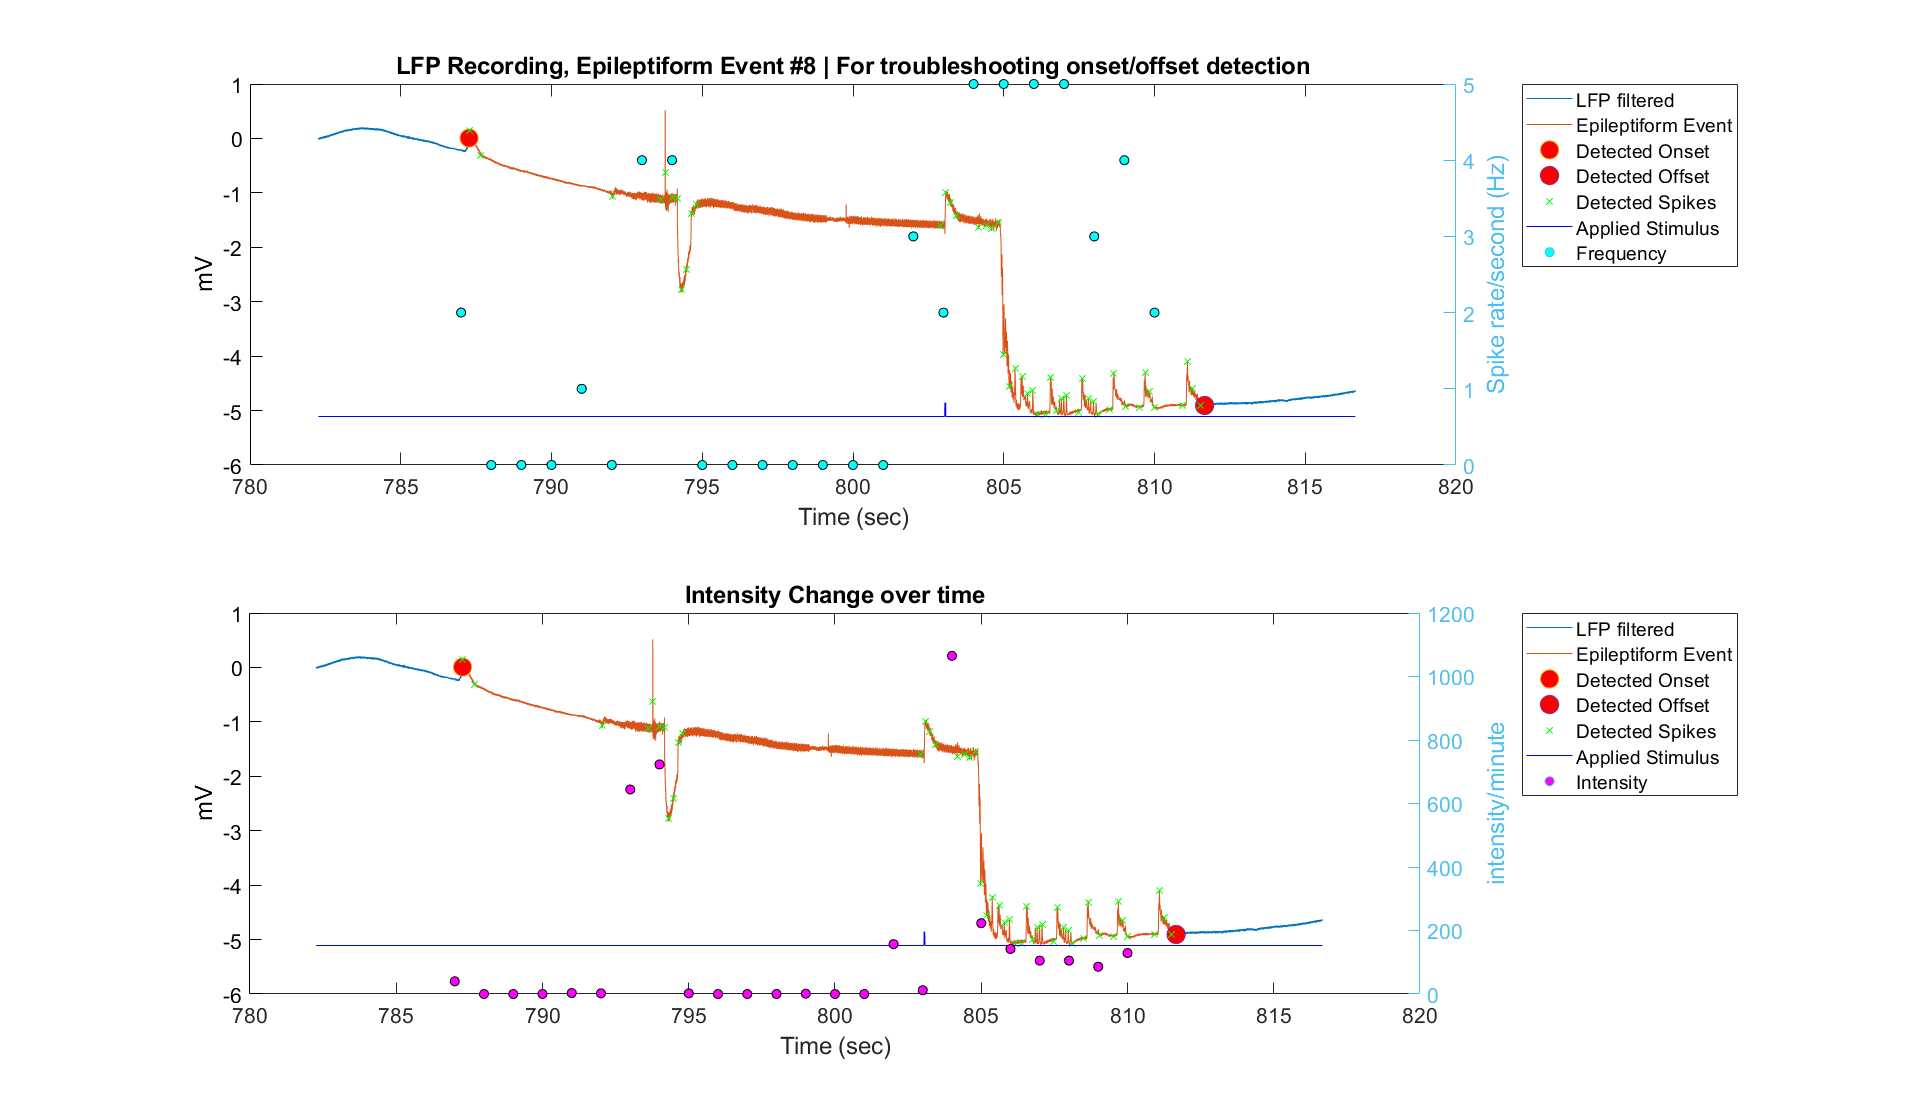 LFP Recording, Epileptiform Event #8 | For troubleshooting onset/offset detection
1
0
-1
-2
-3
-4
-5
-6
mV
780
785
790
795
800
805
810
815
820
Time (sec)
5
4
3
2
1
0
Spike rate/second (Hz)
LFP filtered
Epileptiform Event
Detected Onset
Detected Offset
Detected Spikes
Applied Stimulus
Frequency
Intensity Change over time
1
0
-1
-2
-3
-4
-5
-6
mV
780
785
790
795
800
805
810
815
820
Time (sec)
1200
1000
800
600
400
200
0
intensity/minute
LFP filtered
Epileptiform Event
Detected Onset
Detected Offset
Detected Spikes
Applied Stimulus
Intensity